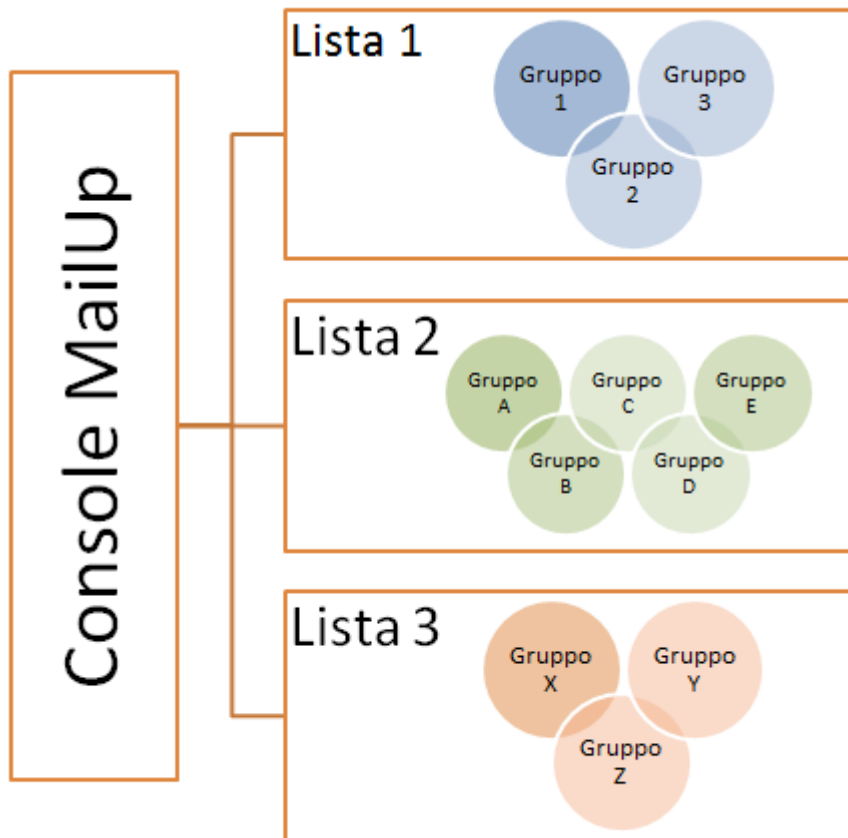 Console MailUp
Lista 1
Gruppo
1
Gruppo
3
Gruppo
2
Lista 2
Gruppo
A
Gruppo
C
Gruppo
E
Gruppo
B
Gruppo
D
Lista 3
Gruppo
X
Gruppo
Y
Gruppo
Z